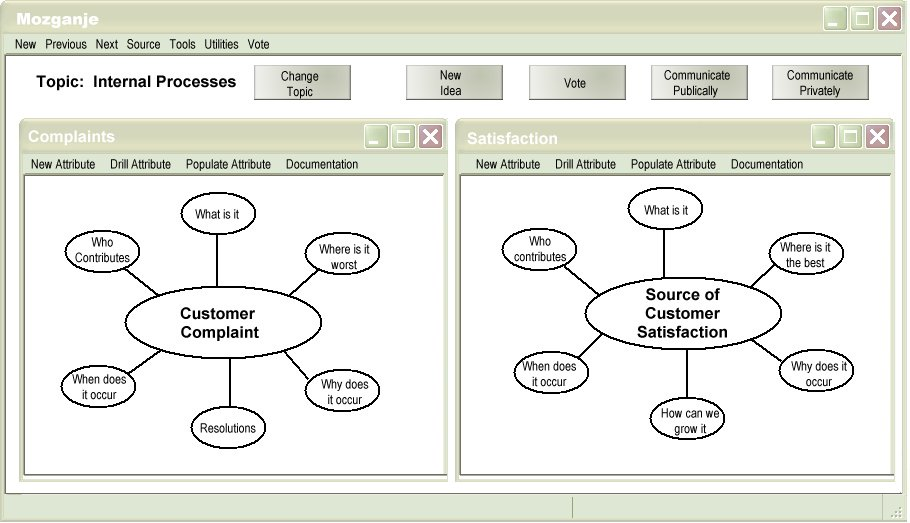 Mozganje
New Previous Next Source Tools Utilities Vote
Topic: Internal Processes
Change
Topic
New
Idea
Vote
Communicate
Publically
Communicate
Privately
Complaints
New Attribute Drill Attribute Populate Attribute Documentation
What is it
Who
Contributes
Where is it
worst
Customer
Complaint
When does
it occur
Why does
it occur
Resolutions
Satisfaction
New Attribute Drill Attribute Populate Attribute Documentation
What is it
Who
contributes
Where is it
the best
Source of
Customer
Satisfaction
When does
it occur
Why does it
occur
How can we
grow it